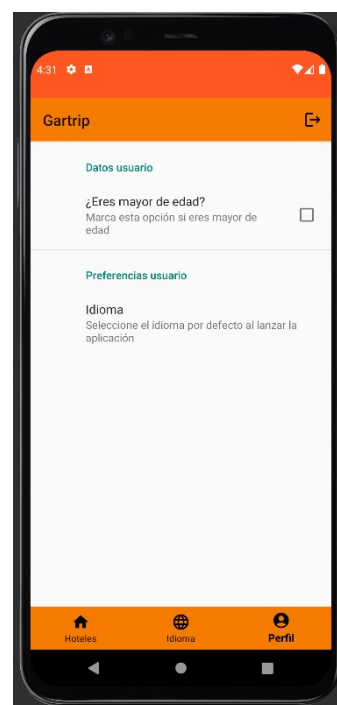 4:31
Gartrip
Datos usuario
¿Eres mayor de edad?
Marca esta opción si eres mayor de
edad
Preferencias usuario
Idioma
Seleccione el idioma por defecto al lanzar la
aplicación
Hoteles Idioma Perfil